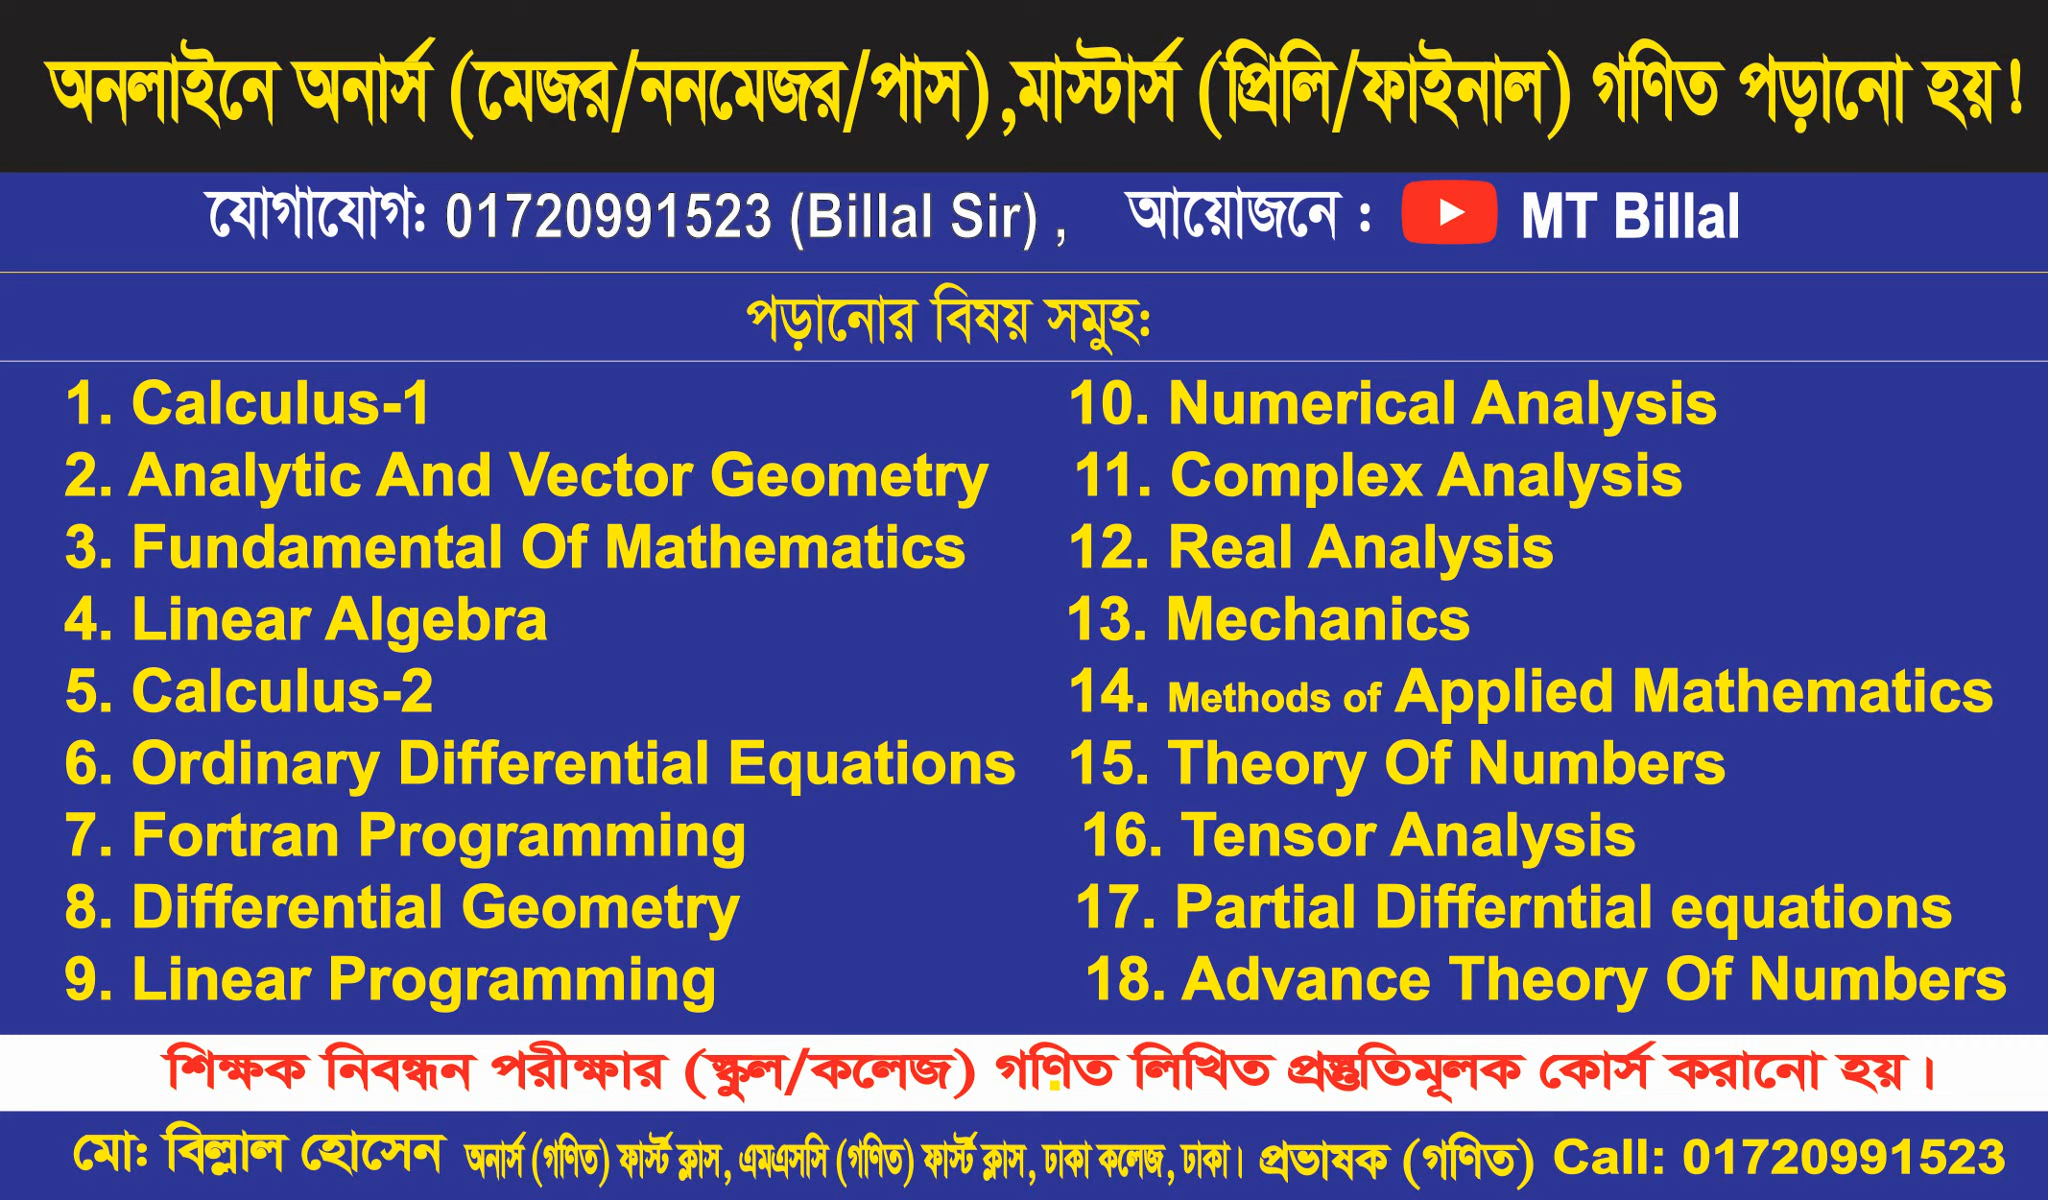 অনলাইনে অনার্স (মেজর/ননমেজর/পাস),মাস্টার্স (প্রিলি/ফাইনাল) গণিত পড়ানো হয়!
যোগাযোগঃ 01720991523 (Billal Sir) , আয়োজনে : MT Billal
পড়ানোর বিষয় সমুহঃ
1. Calculus-1
2. Analytic And Vector Geometry
3. Fundamental Of Mathematics
4. Linear Algebra
5. Calculus-2
6. Ordinary Differential Equations
7. Fortran Programming
8. Differential Geometry
9. Linear Programming
10. Numerical Analysis
11. Complex Analysis
12. Real Analysis
13. Mechanics
14. Methods of Applied Mathematics
15. Theory Of Numbers
16. Tensor Analysis
17. Partial Differntial equations
18. Advance Theory Of Numbers
শিক্ষক নিবন্ধন পরীক্ষার (স্কুল/কলেজ) গণিত লিখিত প্রস্তুতিমূলক কোর্স করানো হয়।
মোঃ বিল্লাল হোসেন অনার্স (গণিত) ফার্স্ট ক্লাস, এমএসসি (গণিত) ফার্স্ট ক্লাস, ঢাকা কলেজ, ঢাকা। প্রভাষক (গণিত) Call: 01720991523